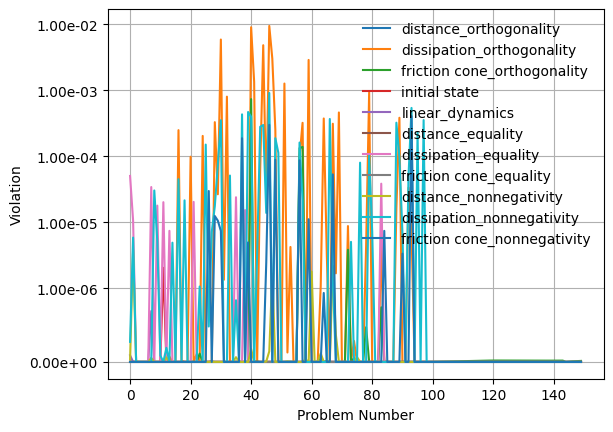 1.00e-02
1.00e-03
1.00e-04
1.00e-05
1.00e-06
0.00e+00
Violation
distance_orthogonality
dissipation_orthogonality
friction cone_orthogonality
initial state
linear_dynamics
distance_equality
dissipation_equality
friction cone_equality
distance_nonnegativity
dissipation_nonnegativity
friction cone_nonnegativity
0 20 40 60 80 100 120 140
Problem Number